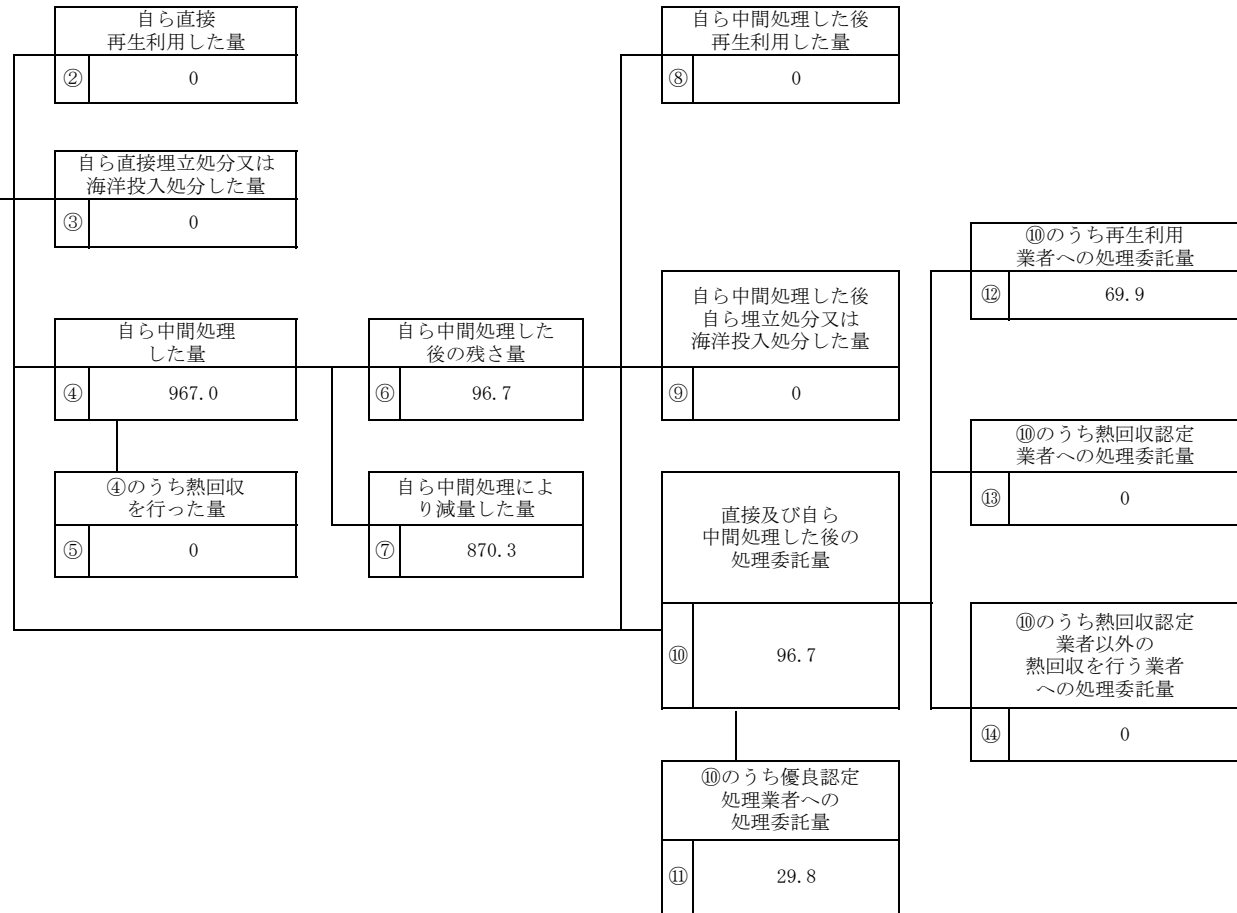 自ら直接
再生利用した量
② 0
自ら中間処理した後
再生利用した量
⑧ 0
自ら直接埋立処分又は
海洋投入処分した量
③ 0
⑩のうち再生利用
業者への処理委託量
⑫ 69.9
自ら中間処理した後
自ら埋立処分又は
海洋投入処分した量
⑨ 0
自ら中間処理
した量
④ 967.0
自ら中間処理した
後の残さ量
⑥ 96.7
⑩のうち熱回収認定
業者への処理委託量
⑬ 0
④のうち熱回収
を行った量
⑤ 0
自ら中間処理によ
り減量した量
⑦ 870.3
直接及び自ら
中間処理した後の
処理委託量
⑩ 96.7
⑩のうち熱回収認定
業者以外の
熱回収を行う業者
への処理委託量
⑭ 0
⑩のうち優良認定
処理業者への
処理委託量
⑪ 29.8